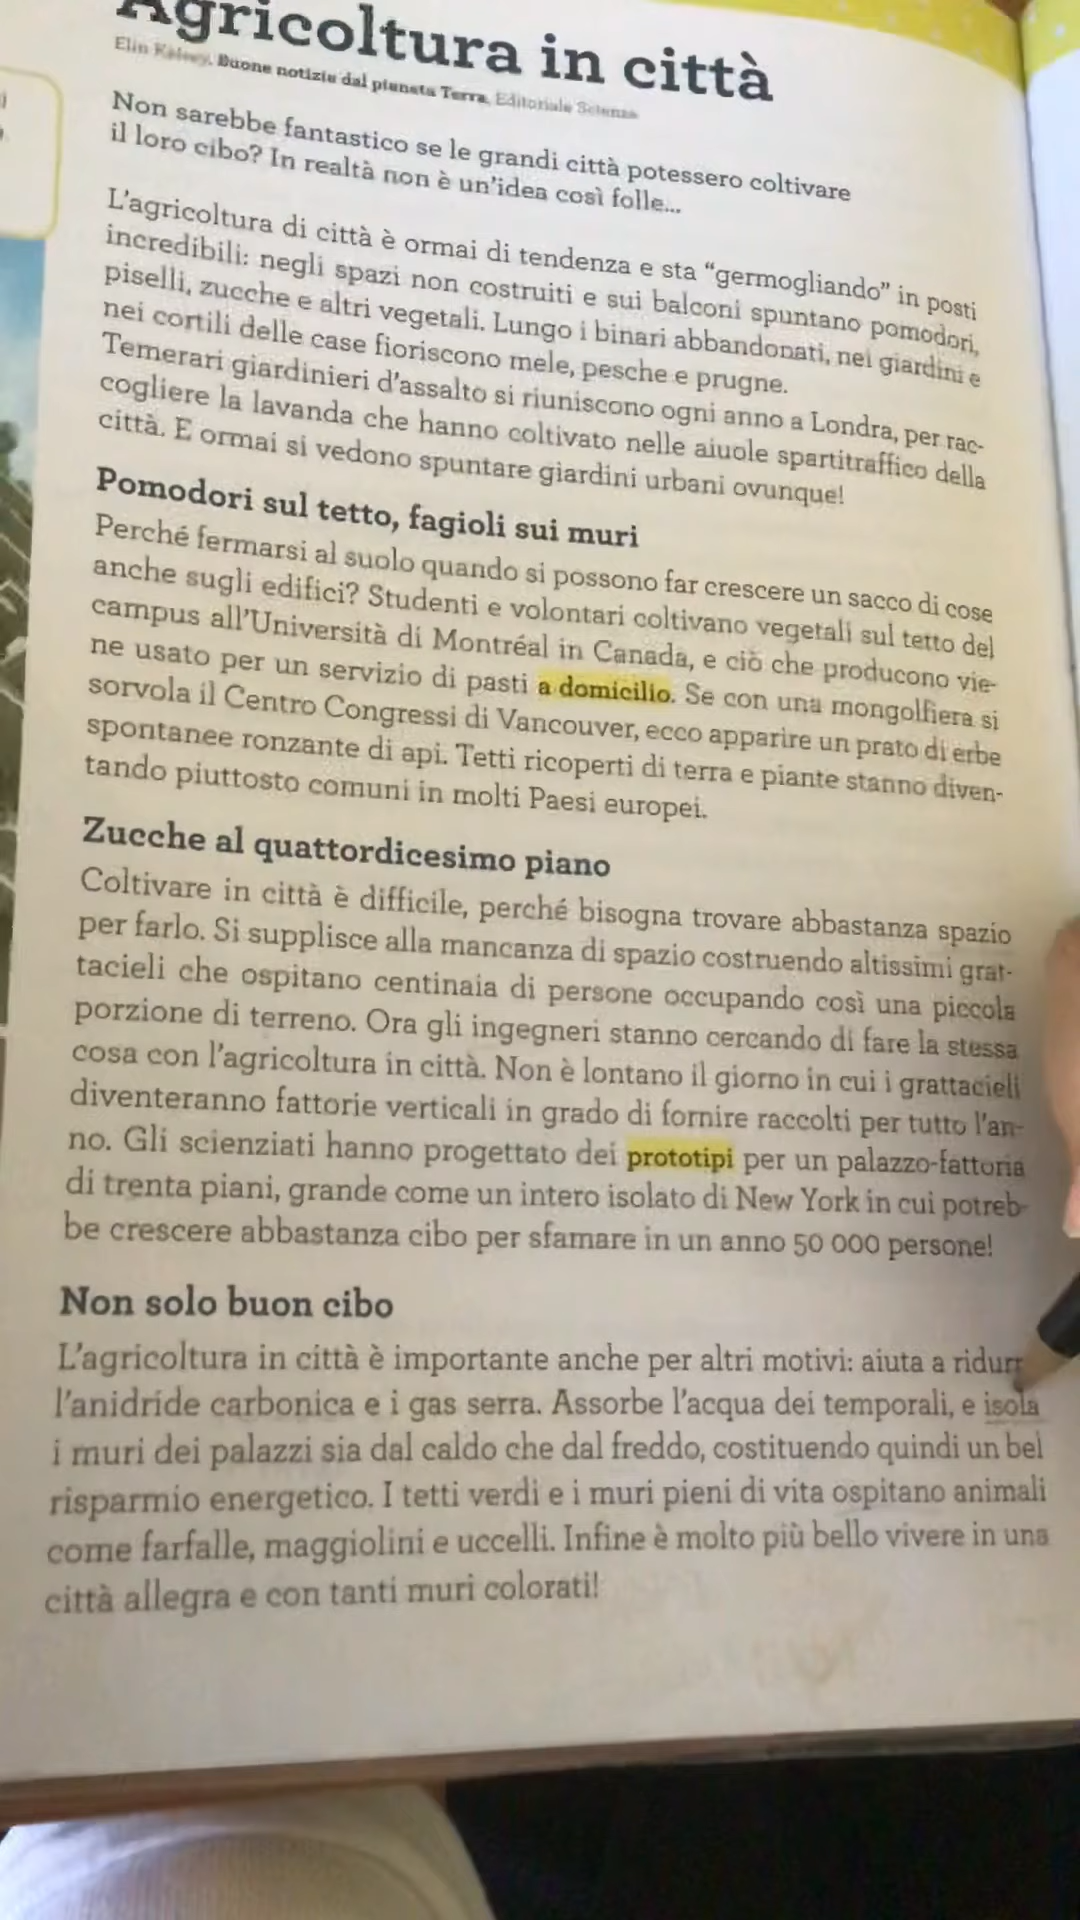 Agricoltura in città
Elin Kelsey, Buone notizie dal pianeta Terra, Editoriale Scienza
Non sarebbe fantastico se le grandi città potessero coltivare
il loro cibo? In realtà non è un'idea così folle...
L'agricoltura di città è ormai di tendenza e sta “germogliando” in posti
incredibili: negli spazi non costruiti e sui balconi spuntano pomodori,
piselli, zucche e altri vegetali. Lungo i binari abbandonati, nei giardini e
nei cortili delle case fioriscono mele, pesche e prugne.
Temerari giardinieri d'assalto si riuniscono ogni anno a Londra, per rac-
cogliere la lavanda che hanno coltivato nelle aiuole spartitraffico della
città. E ormai si vedono spuntare giardini urbani ovunque!
Pomodori sul tetto, fagioli sui muri
Perché fermarsi al suolo quando si possono far crescere un sacco di cose
anche sugli edifici? Studenti e volontari coltivano vegetali sul tetto del
campus all'Università di Montréal in Canada, e ciò che producono vie-
ne usato per un servizio di pasti a domicilio. Se con una mongolfiera si
sorvola il Centro Congressi di Vancouver, ecco apparire un prato di erbe
spontanee ronzante di api. Tetti ricoperti di terra e piante stanno diven-
tando piuttosto comuni in molti Paesi europei.
Zucche al quattordicesimo piano
Coltivare in città è difficile, perché bisogna trovare abbastanza spazio
per farlo. Si supplisce alla mancanza di spazio costruendo altissimi grat-
tacieli che ospitano centinaia di persone occupando così una piccola
porzione di terreno. Ora gli ingegneri stanno cercando di fare la stessa
cosa con l'agricoltura in città. Non è lontano il giorno in cui i grattacieli
diventeranno fattorie verticali in grado di fornire raccolti per tutto l'an-
no. Gli scienziati hanno progettato dei prototipi per un palazzo-fattoria
di trenta piani, grande come un intero isolato di New York in cui potreb-
be crescere abbastanza cibo per sfamare in un anno 50 000 persone!
Non solo buon cibo
L'agricoltura in città è importante anche per altri motivi: aiuta a ridurr
l'anidride carbonica e i gas serra. Assorbe l'acqua dei temporali, e isola
i muri dei palazzi sia dal caldo che dal freddo, costituendo quindi un bel
risparmio energetico. I tetti verdi e i muri pieni di vita ospitano animali
come farfalle, maggiolini e uccelli. Infine è molto più bello vivere in una
città allegra e con tanti muri colorati!